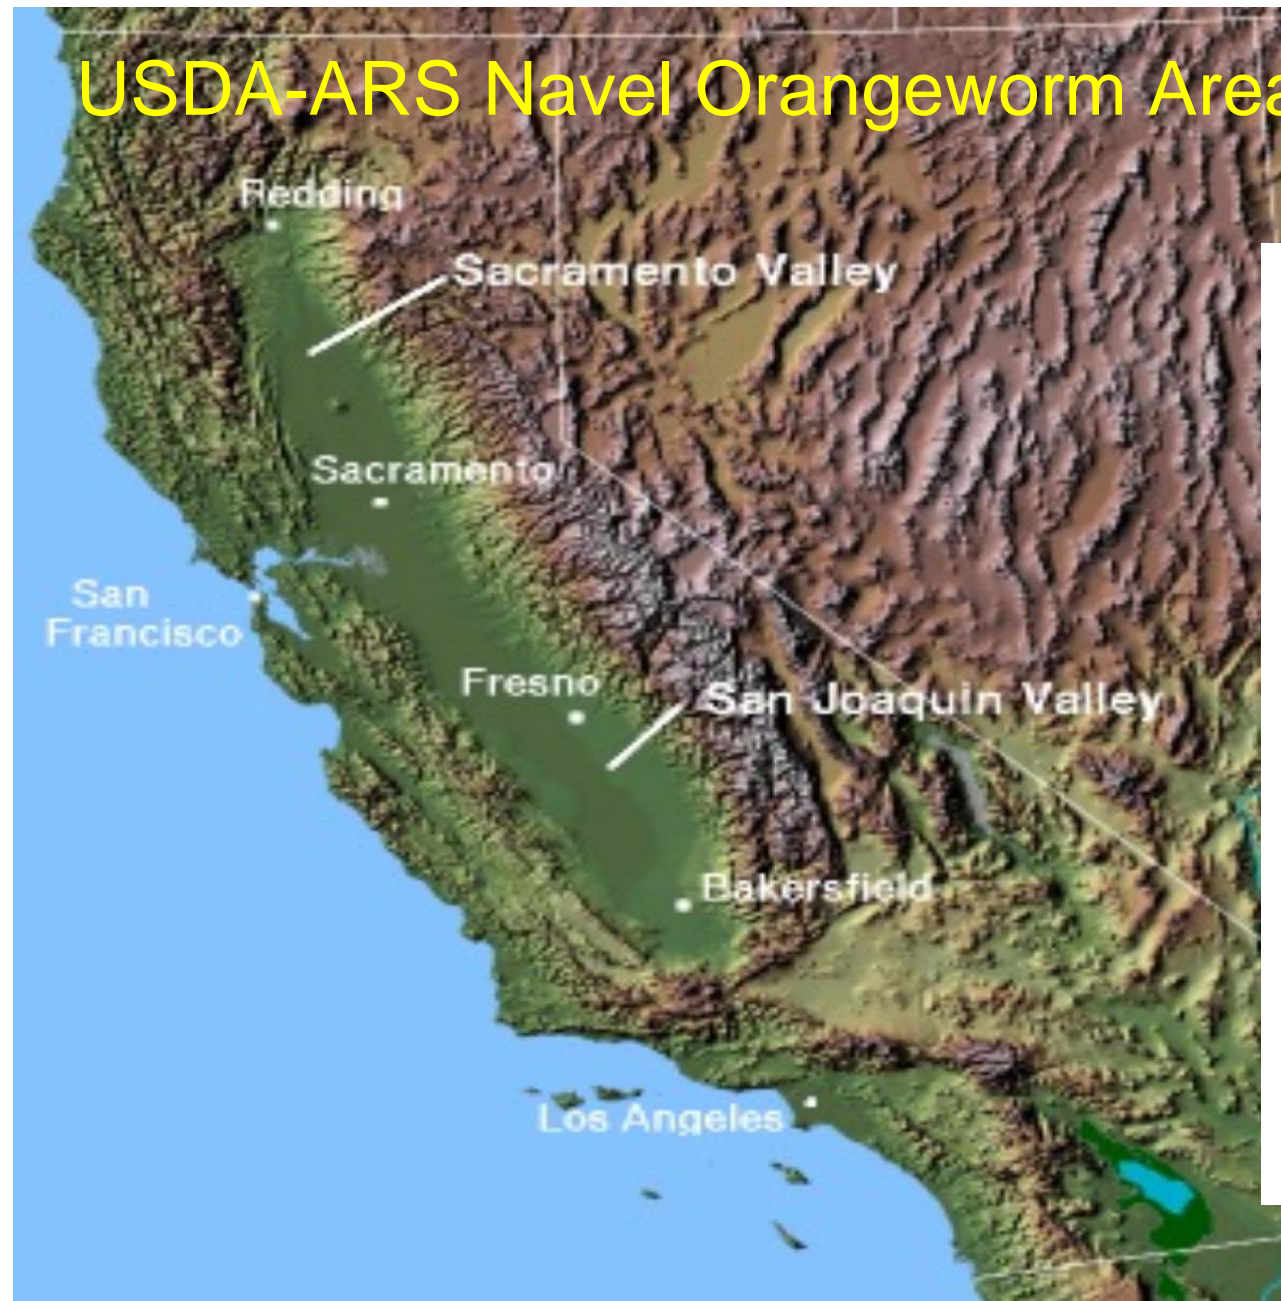 USDA-ARS Navel Orangeworm Area
Redding
Sacramento Valley
Sacramento
San
Francisco
Fresno
San Joaquin Valley
Bakersfield
Los Angeles